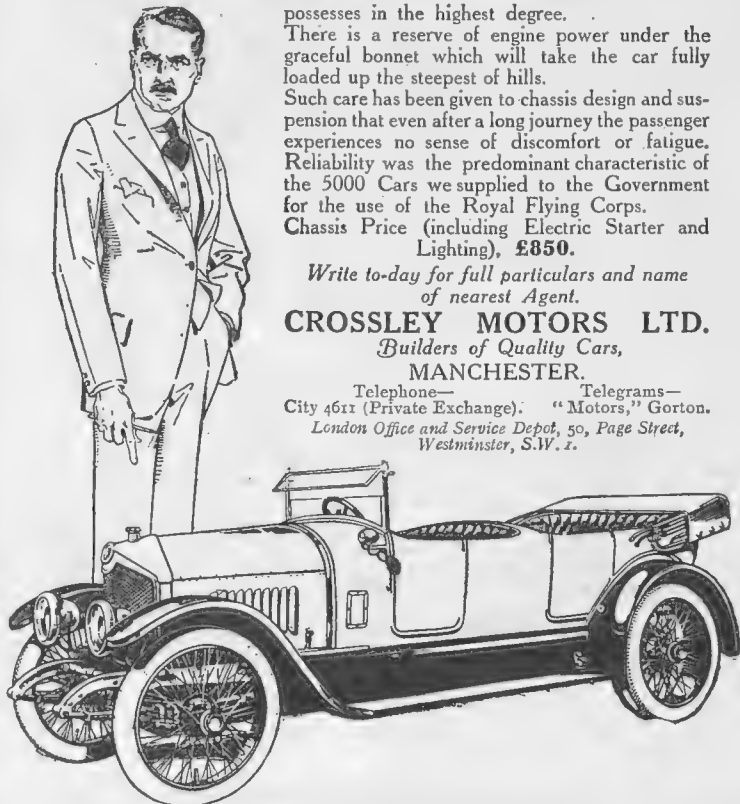 possesses in the highest degree.
There is a reserve of engine power under the
graceful bonnet which will take the car fully
loaded up the steepest of hills.
Such care has been given to chassis design and sus-
pension that even after a long journey the passenger
experiences no sense of discomfort or fatigue.
Reliability was the predominant characteristic of
the 5000 Cars we supplied to the Government
for the use of the Royal Flying Corps.
Chassis Price (including Electric Starter and
Lighting), £850.
Write to-day for full particulars and name
of nearest Agent.
CROSSLEY MOTORS LTD.
Builders of Quality Cars,
MANCHESTER.
Telephone— Telegrams—
City 4611 (Private Exchange). "Motors," Gorton.
London Office and Service Depot, 50, Page Street,
Westminster, S.W. 1.